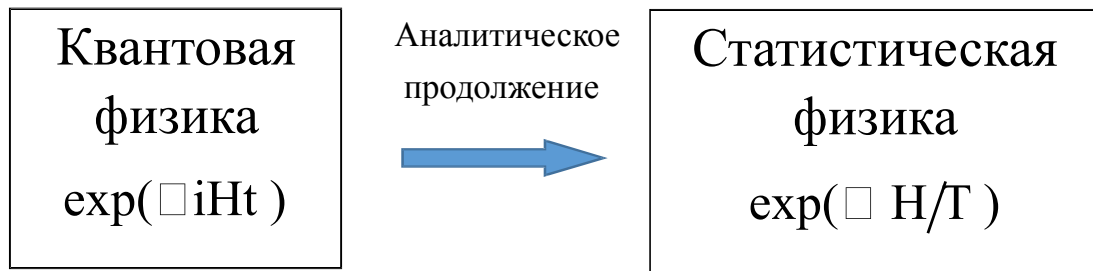 Квантовая
физика
exp(□iHt )
Аналитическое
продолжение
Статистическая
физика
exp(□ H/T )